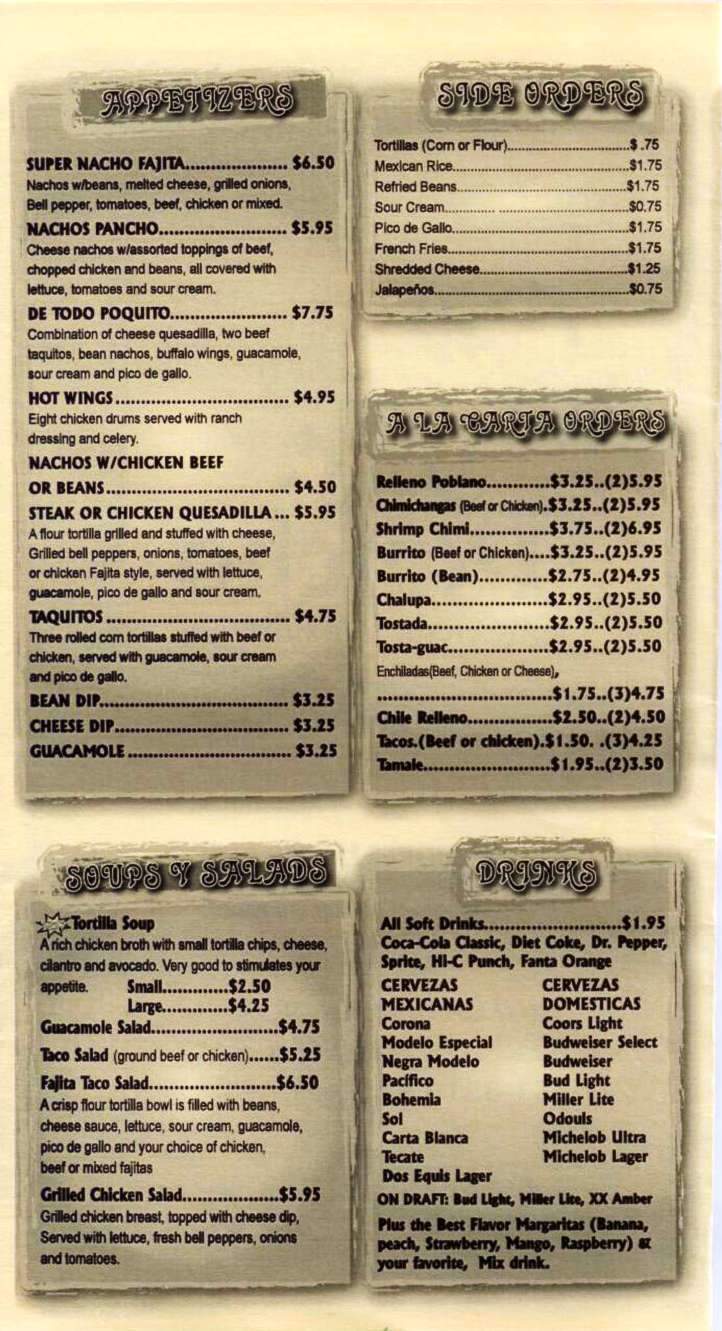 APPETIZERS
SUPER NACHO FAJITA................... $6.50
Nachos w/beans, melted cheese, grilled onions,
Bell pepper, tomatoes, beef, chicken or mixed.
NACHOS PANCHO........................ $5.95
Cheese nachos w/assorted toppings of beef,
chopped chicken and beans, all covered with
lettuce, tomatoes and sour cream.
DE TODO POQUITO...................... $7.75
Combination of cheese quesadilla, two beef
taquitos, bean nachos, buffalo wings, guacamole,
sour cream and pico de gallo.
HOT WINGS................................ $4.95
Eight chicken drums served with ranch
dressing and celery.
NACHOS W/CHICKEN BEEF
OR BEANS.................................. $4.50
STEAK OR CHICKEN QUESADILLA ... $5.95
A flour tortilla grilled and stuffed with cheese,
Grilled bell peppers, onions, tomatoes, beef
or chicken Fajita style, served with lettuce,
guacamole, pico de gallo and sour cream.
TAQUITOS .................................. $4.75
Three rolled corn tortillas stuffed with beef or
chicken, served with guacamole, sour cream
and pico de gallo.
BEAN DIP................................... $3.25
CHEESE DIP................................. $3.25
GUACAMOLE .............................. $3.25
SIDE ORDERS
Tortillas (Corn or Flour)................................$ .75
Mexican Rice..............................................$1.75
Refried Beans............................................$1.75
Sour Cream............. .................................$0.75
Pico de Gallo..............................................$1.75
French Fries...............................................$1.75
Shredded Cheese.......................................$1.25
Jalapeños...................................................$0.75
A LA CARTA ORDERS
Relleno Poblano............$3.25..(2)5.95
Chimichangas (Beef or Chicken).$3.25..(2)5.95
Shrimp Chimi...............$3.75..(2)6.95
Burrito (Beef or Chicken)....$3.25..(2)5.95
Burrito (Bean).............$2.75..(2)4.95
Chalupa......................$2.95..(2)5.50
Tostada.......................$2.95..(2)5.50
Tosta-guac...................$2.95..(2)5.50
Enchiladas(Beef, Chicken or Cheese),
.................................$1.75..(3)4.75
Chile Relleno................$2.50..(2)4.50
Tacos.(Beef or chicken).$1.50. .(3)4.25
Tamale........................$1.95..(2)3.50
SOUPS Y SALADS
Tortilla Soup
A rich chicken broth with small tortilla chips, cheese,
cilantro and avocado. Very good to stimulates your
appetite. Small.............$2.50
Large.............$4.25
Guacamole Salad.........................$4.75
Taco Salad (ground beef or chicken)......$5.25
Fajita Taco Salad.........................$6.50
A crisp flour tortilla bowl is filled with beans,
cheese sauce, lettuce, sour cream, guacamole,
pico de gallo and your choice of chicken,
beef or mixed fajitas
Grilled Chicken Salad...................$5.95
Grilled chicken breast, topped with cheese dip,
Served with lettuce, fresh bell peppers, onions
and tomatoes.
DRINKS
All Soft Drinks..........................$1.95
Coca-Cola Classic, Diet Coke, Dr. Pepper,
Sprite, Hi-C Punch, Fanta Orange
CERVEZAS
MEXICANAS
Corona
Modelo Especial
Negra Modelo
Pacifico
Bohemia
Sol
Carta Blanca
Tecate
Dos Equis Lager
CERVEZAS
DOMESTICAS
Coors Light
Budweiser Select
Budweiser
Bud Light
Miller Lite
Odouls
Michelob Ultra
Michelob Lager
ON DRAFT: Bud Light, Miller Lite, XX Amber
Plus the Best Flavor Margaritas (Banana,
peach, Strawberry, Mango, Raspberry) &
your favorite, Mix drink.